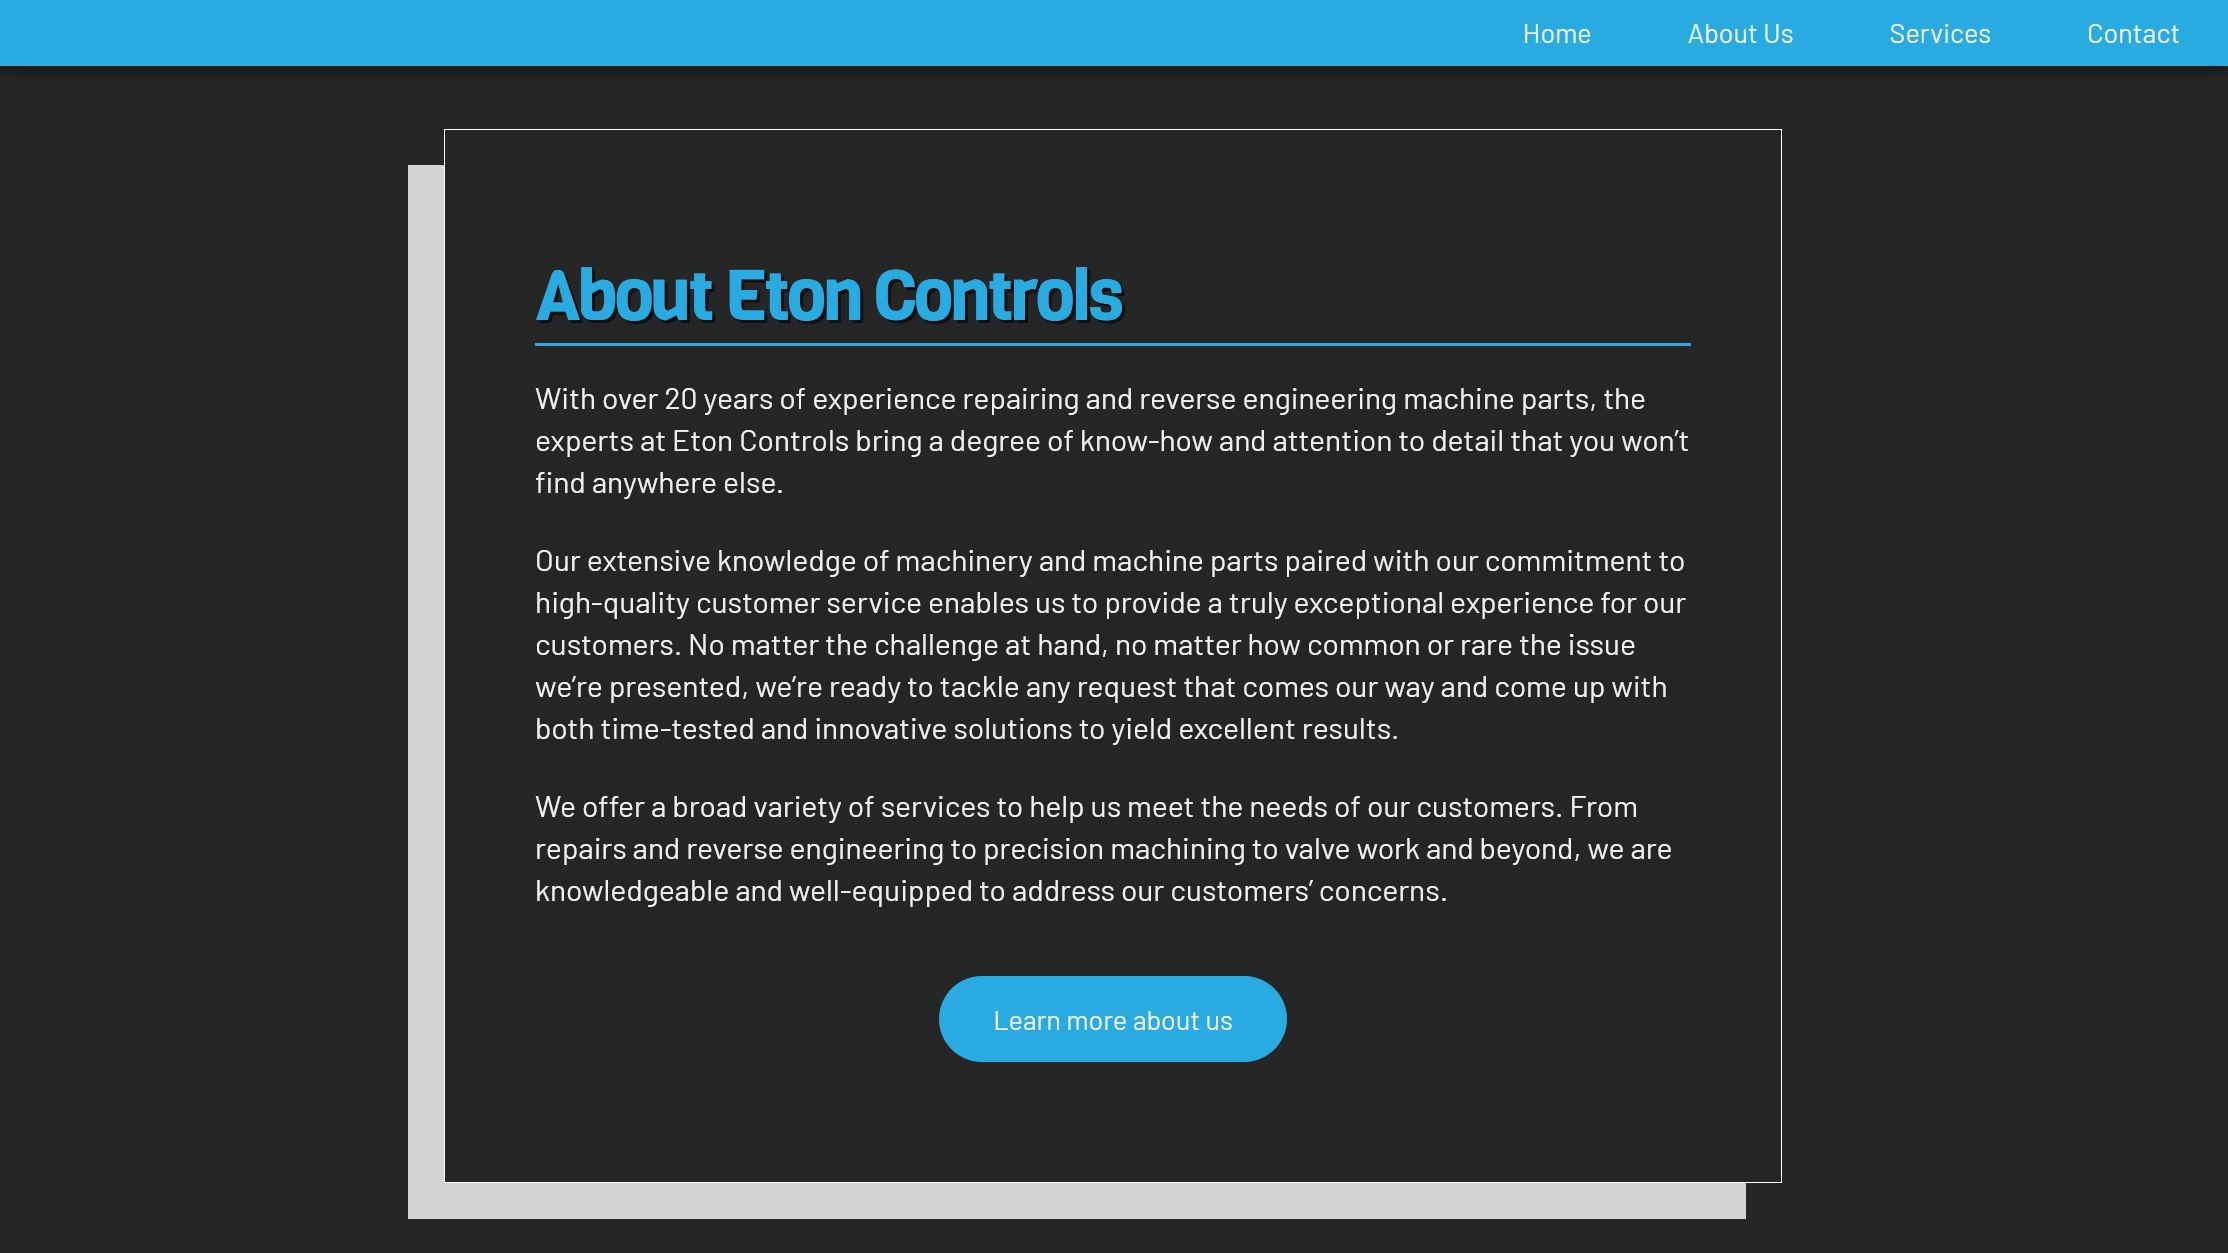 Home About Us Services Contact
About Eton Controls
With over 20 years of experience repairing and reverse engineering machine parts, the
experts at Eton Controls bring a degree of know-how and attention to detail that you won’t
find anywhere else.
Our extensive knowledge of machinery and machine parts paired with our commitment to
high-quality customer service enables us to provide a truly exceptional experience for our
customers. No matter the challenge at hand, no matter how common or rare the issue
we’re presented, we’re ready to tackle any request that comes our way and come up with
both time-tested and innovative solutions to yield excellent results.
We offer a broad variety of services to help us meet the needs of our customers. From
repairs and reverse engineering to precision machining to valve work and beyond, we are
knowledgeable and well-equipped to address our customers’ concerns.
Learn more about us